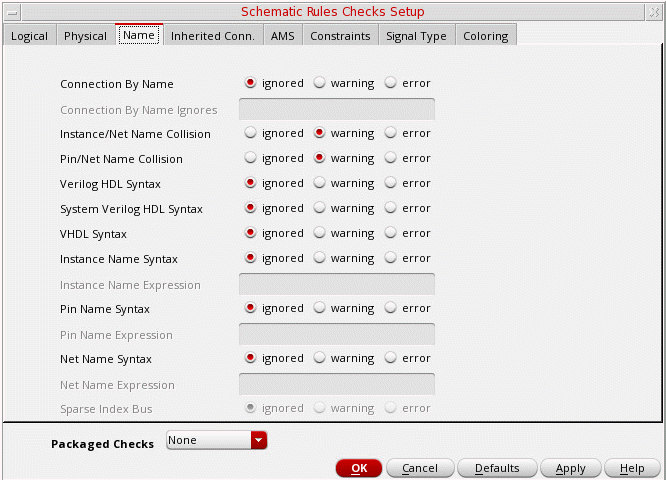 Schematic Rules Checks Setup
Logical Physical Name Inherited Conn. AMS Constraints Signal Type Coloring
Connection By Name ignored warning error
Connection By Name Ignores
Instance/Net Name Collision ignored warning error
Pin/Net Name Collision ignored warning error
Verilog HDL Syntax ignored warning error
System Verilog HDL Syntax ignored warning error
VHDL Syntax ignored warning error
Instance Name Syntax ignored warning error
Instance Name Expression
Pin Name Syntax ignored warning error
Pin Name Expression
Net Name Syntax ignored warning error
Net Name Expression
Sparse Index Bus ignored warning error
Packaged Checks None
OK Cancel Defaults Apply Help